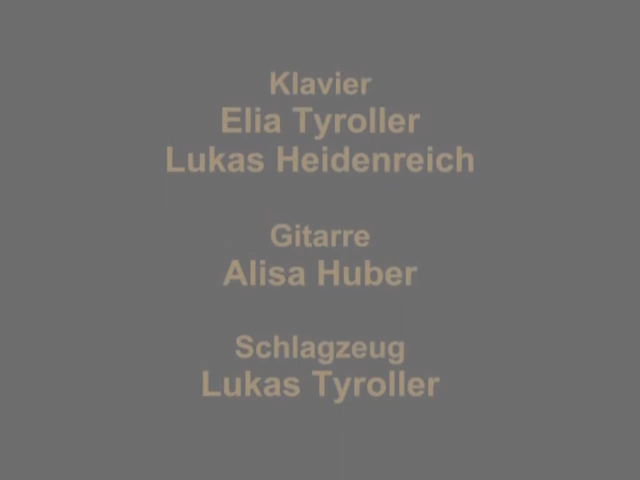 Klavier
Elia Tyroller
Lukas Heidenreich
Gitarre
Alisa Huber
Schlagzeug
Lukas Tyroller